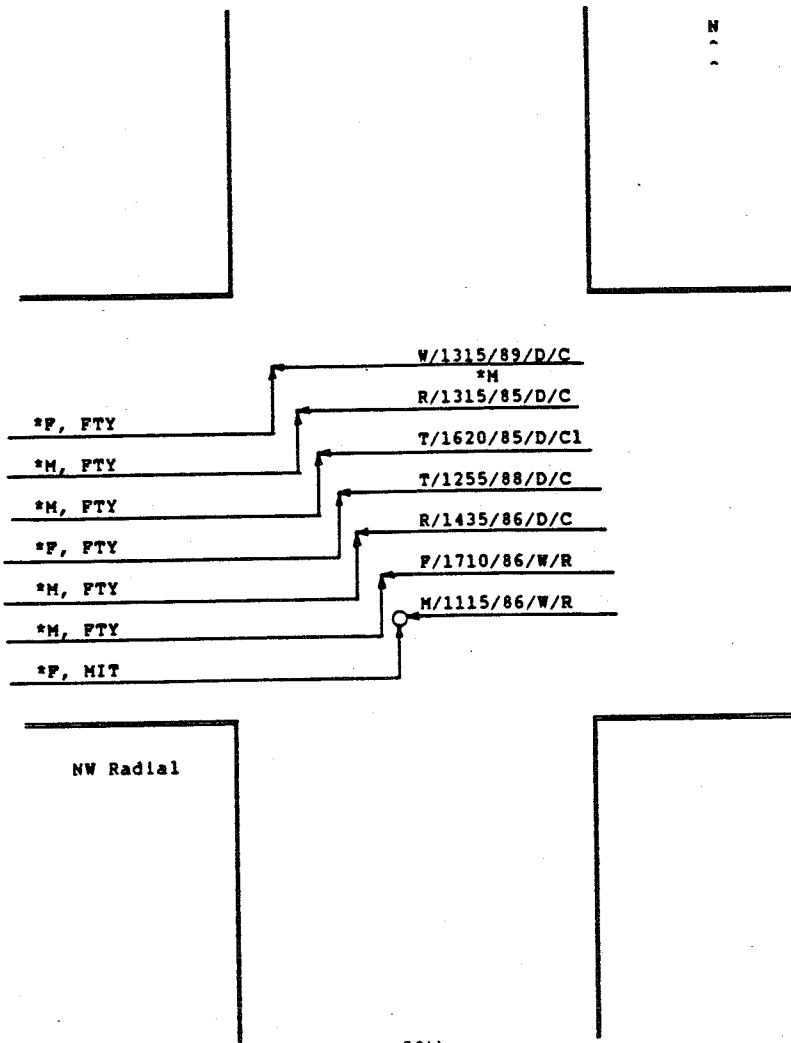 N
W/1315/89/D/C
*M
R/1315/85/D/C
*F, FTY
T/1620/85/D/Cl
*M, FTY
T/1255/88/D/C
*M, FTY
R/1435/86/D/C
*F, FTY
F/1710/86/W/R
*M, FTY
M/1115/86/W/R
*M, FTY
*F, MIT
NW Radial